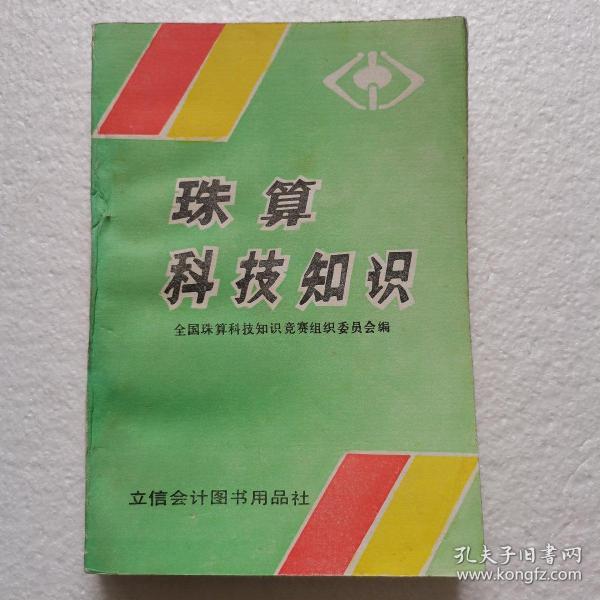 珠算
科技知识
全国珠算科技知识竞赛组织委员会编
立信会计图书用品社
孔夫子旧書网
www.kongfz.com